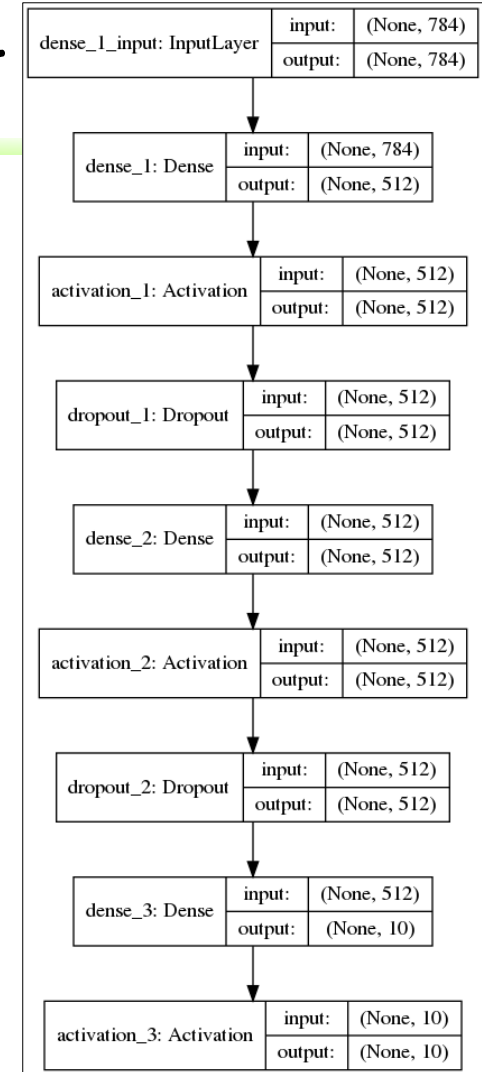 dense_1_input: InputLayer
input: (None, 784)
output: (None, 784)
dense_1: Dense
input: (None, 784)
output: (None, 512)
activation_1: Activation
input: (None, 512)
output: (None, 512)
dropout_1: Dropout
input: (None, 512)
output: (None, 512)
dense_2: Dense
input: (None, 512)
output: (None, 512)
activation_2: Activation
input: (None, 512)
output: (None, 512)
dropout_2: Dropout
input: (None, 512)
output: (None, 512)
dense_3: Dense
input: (None, 512)
output: (None, 10)
activation_3: Activation
input: (None, 10)
output: (None, 10)